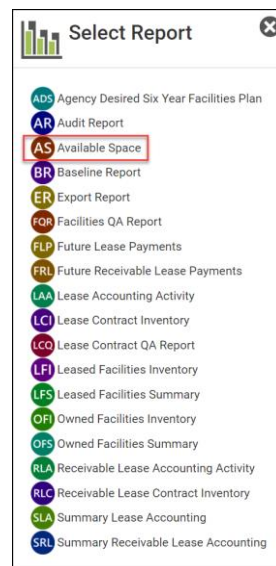 Select Report
ADS Agency Desired Six Year Facilities Plan
AR Audit Report
AS Available Space
BR Baseline Report
ER Export Report
FQR Facilities QA Report
FLP Future Lease Payments
FRL Future Receivable Lease Payments
LAA Lease Accounting Activity
LCI Lease Contract Inventory
LCQ Lease Contract QA Report
LFI Leased Facilities Inventory
LFS Leased Facilities Summary
OFI Owned Facilities Inventory
OFS Owned Facilities Summary
RLA Receivable Lease Accounting Activity
RLC Receivable Lease Contract Inventory
SLA Summary Lease Accounting
SRL Summary Receivable Lease Accounting